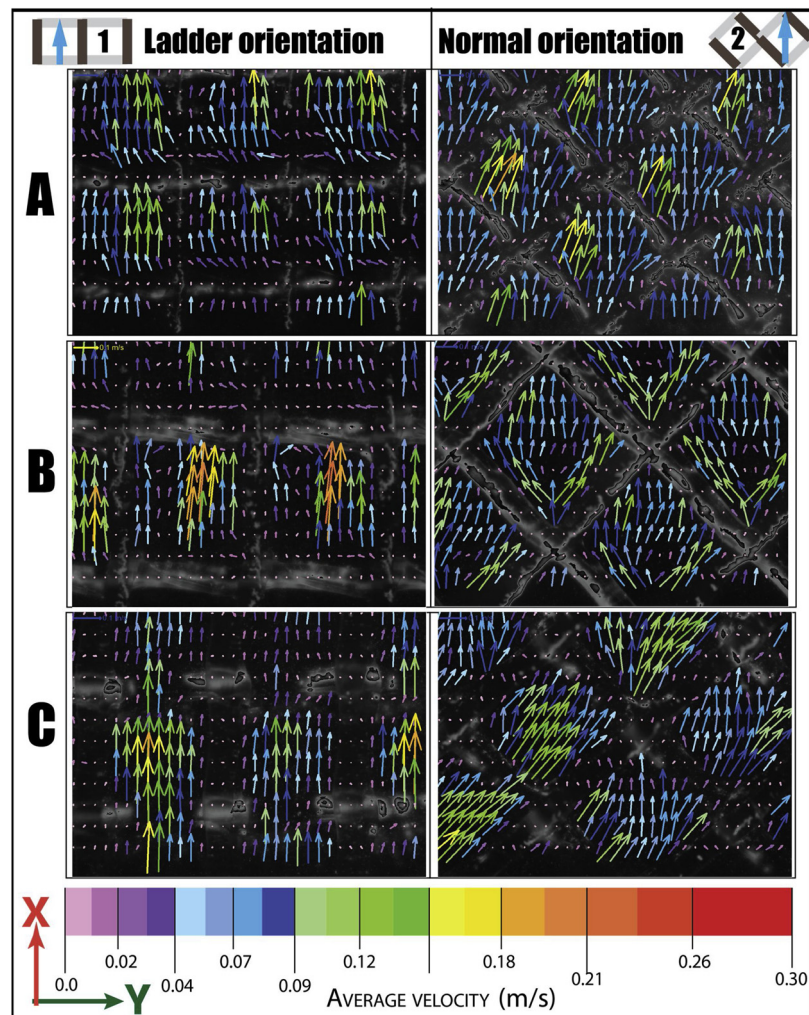 1 Ladder orientation
Normal orientation 2
A
B
0.1 m/s
C
X
Y
0.0 0.02 0.04 0.07 0.09 0.12 0.18 0.21 0.26 0.30
AVERAGE VELOCITY (m/s)